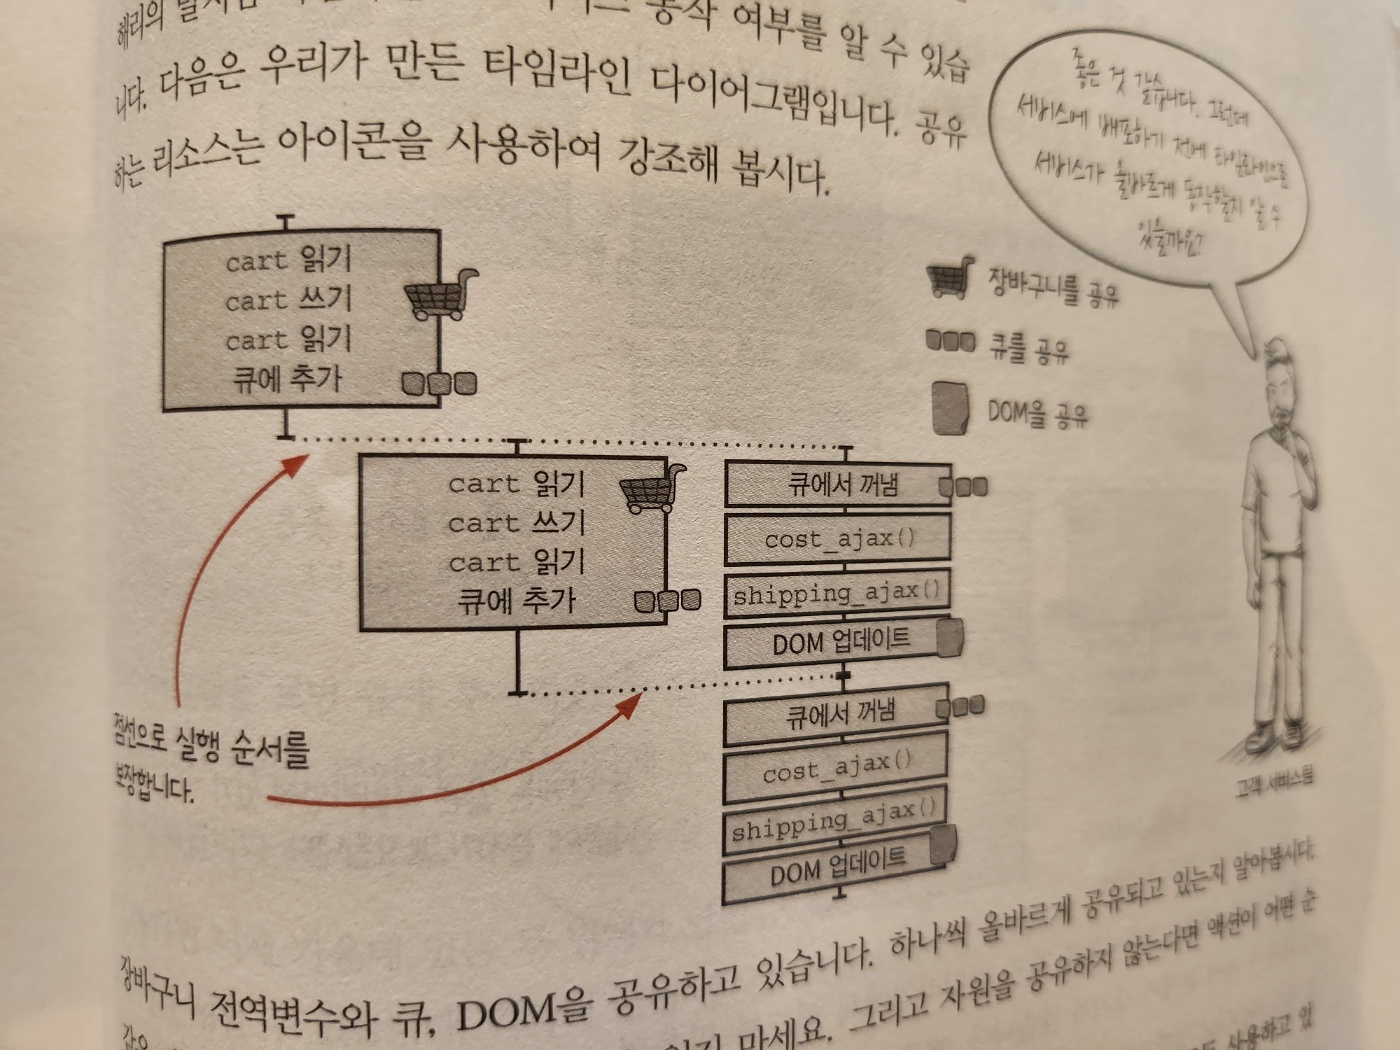 해리의
동작 여부를 알 수 있습
니다. 다음은 우리가 만든 타임라인 다이어그램입니다. 공유
하는 리소스는 아이콘을 사용하여 강조해 봅시다.
좋은 것 같습니다. 그런데
서비스에 배포하기 전에 타임라인으로
서비스가 올바르게 동작할지 알 수
있을까요?
cart 읽기
cart 쓰기
cart 읽기
큐에 추가
장바구니를 공유
큐를 공유
DOM을 공유
cart 읽기
cart 쓰기
cart 읽기
큐에 추가
큐에서 꺼냄
cost_ajax()
shipping_ajax()
DOM 업데이트
큐에서 꺼냄
cost_ajax()
shipping_ajax()
DOM 업데이트
점선으로 실행 순서를
보장합니다.
고객 서비스팀
장바구니 전역변수와 큐, DOM을 공유하고 있습니다. 하나씩 올바르게 공유되고 있는지 알아봅시다.
마세요. 그리고 자원을 공유하지 않는다면 액션이 어떤 순
사용하고 있